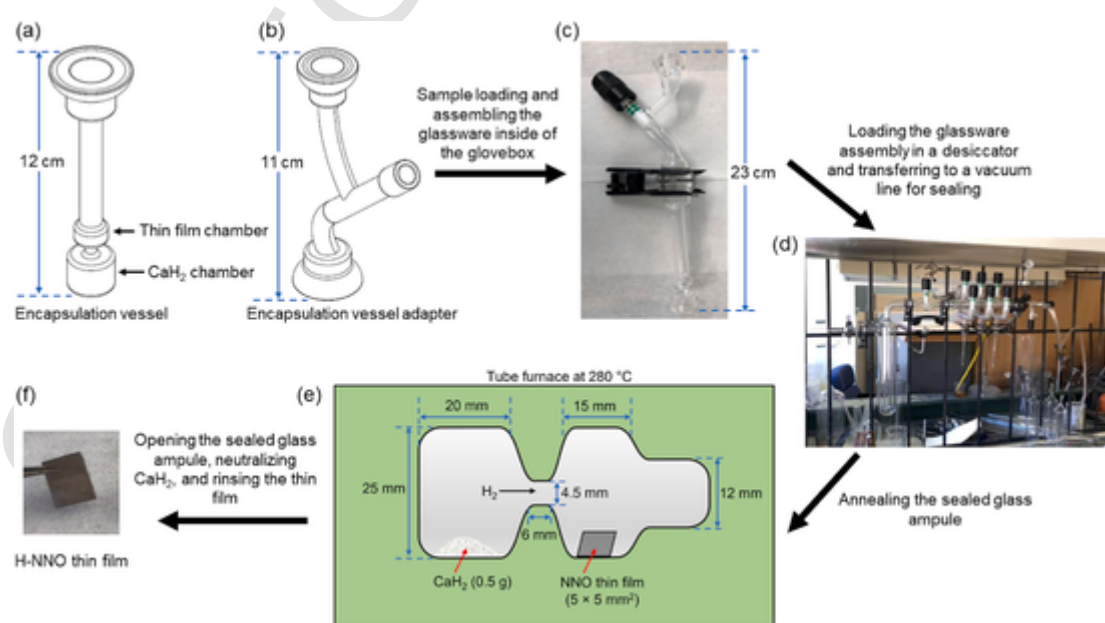 (a)
12 cm
Thin film chamber
CaH₂ chamber
Encapsulation vessel
(b)
11 cm
Encapsulation vessel adapter
Sample loading and
assembling the
glassware inside of
the glovebox
(c)
23 cm
Loading the glassware
assembly in a desiccator
and transferring to a vacuum
line for sealing
(d)
Annealing the sealed glass
ampule
(e)
Tube furnace at 280 °C
20 mm
15 mm
25 mm
H₂
4.5 mm
12 mm
6 mm
CaH₂ (0.5 g)
NNO thin film
(5 × 5 mm²)
Opening the sealed glass
ampule, neutralizing
CaH₂, and rinsing the thin
film
(f)
H-NNO thin film